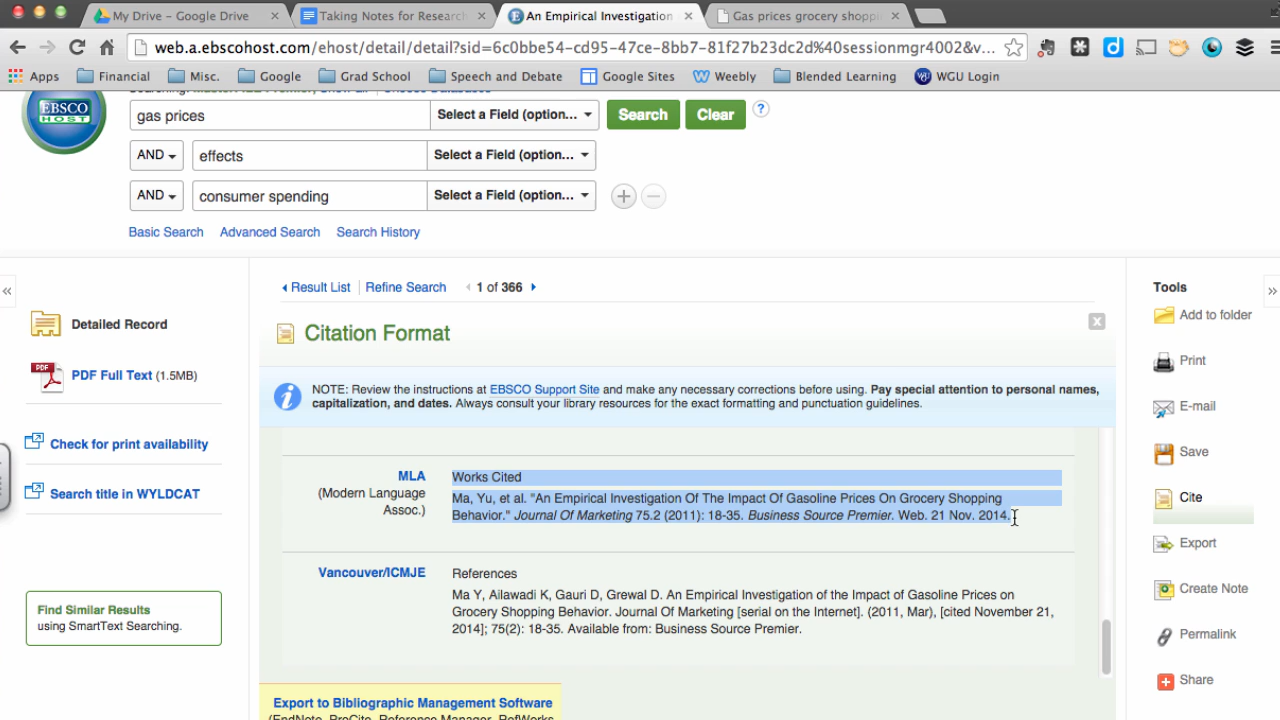 My Drive - Google Drive
Taking Notes for Research
An Empirical Investigation
Gas prices grocery shoppi
web.a.ebscohost.com/ehost/detail/detail?sid=6c0bbe54-cd95-47ce-8bb7-81f27b23dc2d%40sessionmgr4002&v...
Apps Financial Misc. Google Grad School Speech and Debate Google Sites Weebly Blended Learning WGU Login
EBSCO
HOST
gas prices Select a Field (option... Search Clear ?
AND effects Select a Field (option...
AND consumer spending Select a Field (option...
Basic Search Advanced Search Search History
Result List Refine Search 1 of 366
Detailed Record
PDF Full Text (1.5MB)
Check for print availability
Search title in WYLDCAT
Find Similar Results
using SmartText Searching.
Citation Format
NOTE: Review the instructions at EBSCO Support Site and make any necessary corrections before using. Pay special attention to personal names,
capitalization, and dates. Always consult your library resources for the exact formatting and punctuation guidelines.
MLA
(Modern Language
Assoc.)
Works Cited
Ma, Yu, et al. "An Empirical Investigation Of The Impact Of Gasoline Prices On Grocery Shopping
Behavior." Journal Of Marketing 75.2 (2011): 18-35. Business Source Premier. Web. 21 Nov. 2014.
Vancouver/ICMJE
References
Ma Y, Ailawadi K, Gauri D, Grewal D. An Empirical Investigation of the Impact of Gasoline Prices on
Grocery Shopping Behavior. Journal Of Marketing [serial on the Internet]. (2011, Mar), [cited November 21,
2014]; 75(2): 18-35. Available from: Business Source Premier.
Export to Bibliographic Management Software
(EndNote, ProCite, Reference Manager, RefWorks,
Tools
Add to folder
Print
E-mail
Save
Cite
Export
Create Note
Permalink
Share